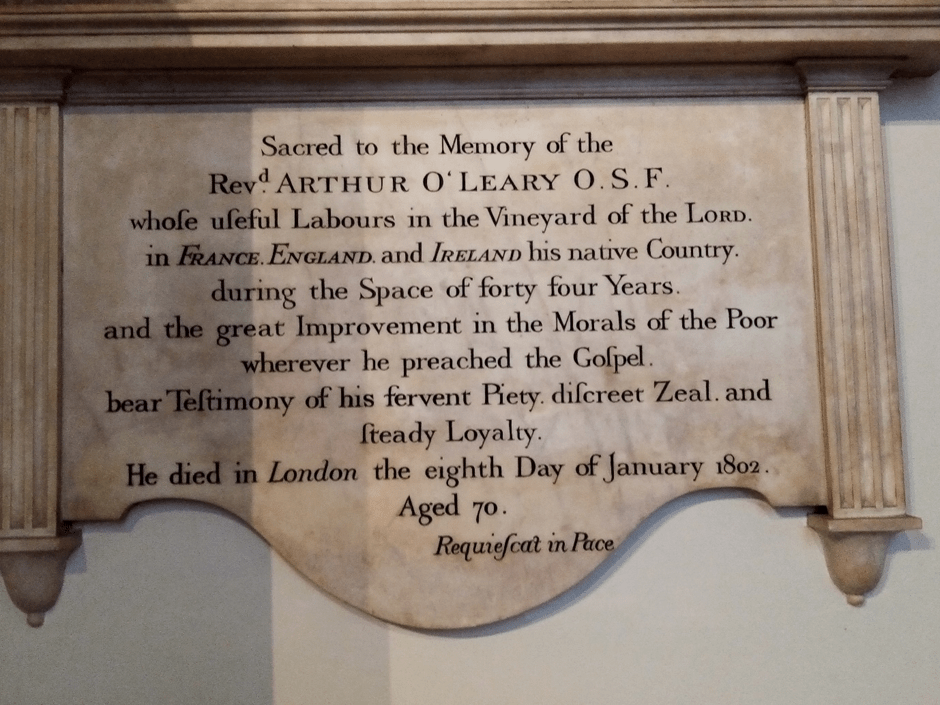 Sacred to the Memory of the
Revᵈ. ARTHUR O‘LEARY O.S.F.
whoſe uſeful Labours in the Vineyard of the LORD.
in FRANCE. ENGLAND. and IRELAND his native Country.
during the Space of forty four Years.
and the great Improvement in the Morals of the Poor
wherever he preached the Goſpel.
bear Teſtimony of his fervent Piety. diſcreet Zeal. and
ſteady Loyalty.
He died in London the eighth Day of January 1802.
Aged 70.
Requieſcat in Pace